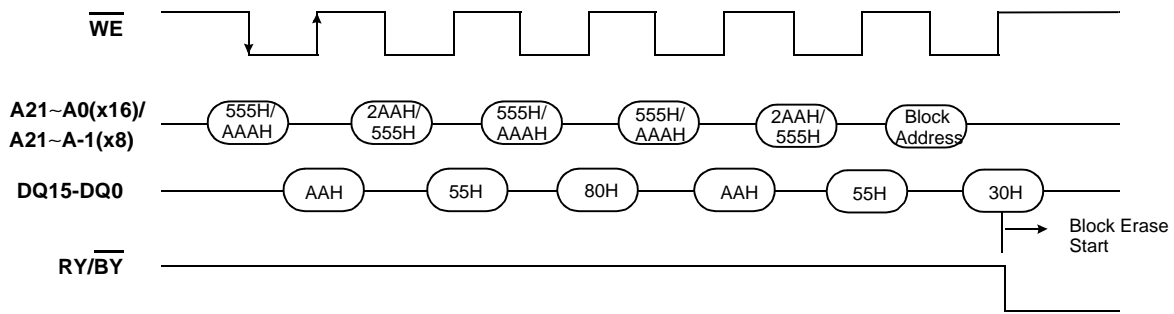 WE
A21~A0(x16)/
A21~A-1(x8)
555H/
AAAH
2AAH/
555H
555H/
AAAH
555H/
AAAH
2AAH/
555H
Block
Address
DQ15-DQ0
AAH
55H
80H
AAH
55H
30H
Block Erase
Start
RY/BY